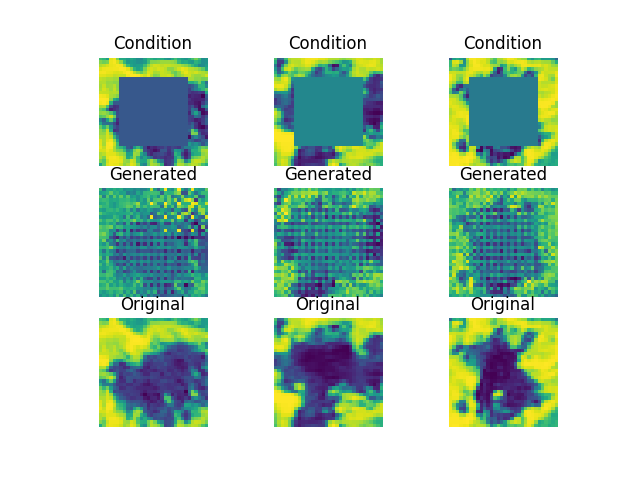 Condition Condition Condition
Generated Generated Generated
Original Original Original